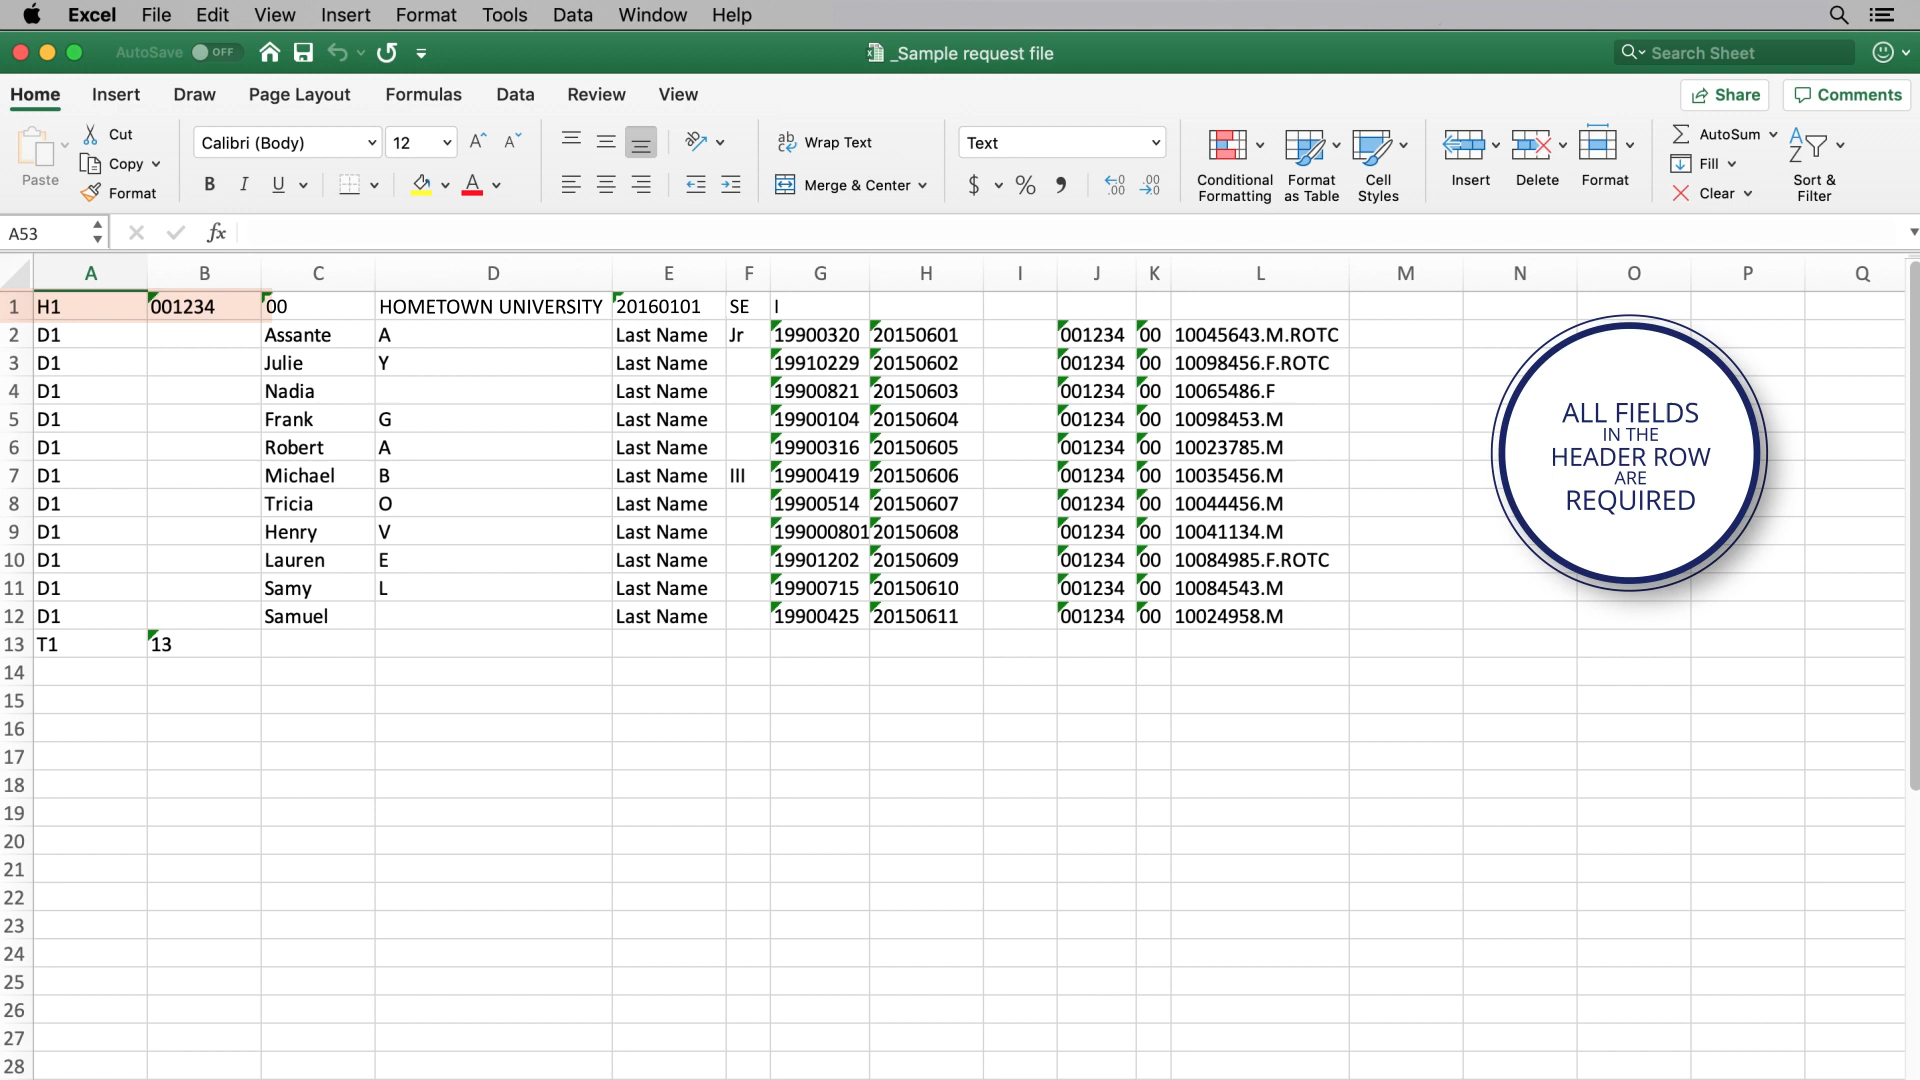 Excel File Edit View Insert Format Tools Data Window Help
AutoSave OFF _Sample request file Search Sheet
Home Insert Draw Page Layout Formulas Data Review View Share Comments
Paste Cut Copy Format
Calibri (Body) 12 A^ A˅
B I U A
ab Wrap Text
Merge & Center
Text
$ % , .00 .00
Conditional Formatting
Format as Table
Cell Styles
Insert Delete Format
AutoSum
Fill
Clear
Sort & Filter
A53 fx
A B C D E F G H I J K L M N O P Q
1 H1 001234 00 HOMETOWN UNIVERSITY 20160101 SE I
2 D1 Assante A Last Name Jr 19900320 20150601 001234 00 10045643.M.ROTC
3 D1 Julie Y Last Name 19910229 20150602 001234 00 10098456.F.ROTC
4 D1 Nadia Last Name 19900821 20150603 001234 00 10065486.F
5 D1 Frank G Last Name 19900104 20150604 001234 00 10098453.M
6 D1 Robert A Last Name 19900316 20150605 001234 00 10023785.M
7 D1 Michael B Last Name III 19900419 20150606 001234 00 10035456.M
8 D1 Tricia O Last Name 19900514 20150607 001234 00 10044456.M
9 D1 Henry V Last Name 199000801 20150608 001234 00 10041134.M
10 D1 Lauren E Last Name 19901202 20150609 001234 00 10084985.F.ROTC
11 D1 Samy L Last Name 19900715 20150610 001234 00 10084543.M
12 D1 Samuel Last Name 19900425 20150611 001234 00 10024958.M
13 T1 13
14
15
16
17
18
19
20
21
22
23
24
25
26
27
28
ALL FIELDS
IN THE
HEADER ROW
ARE
REQUIRED